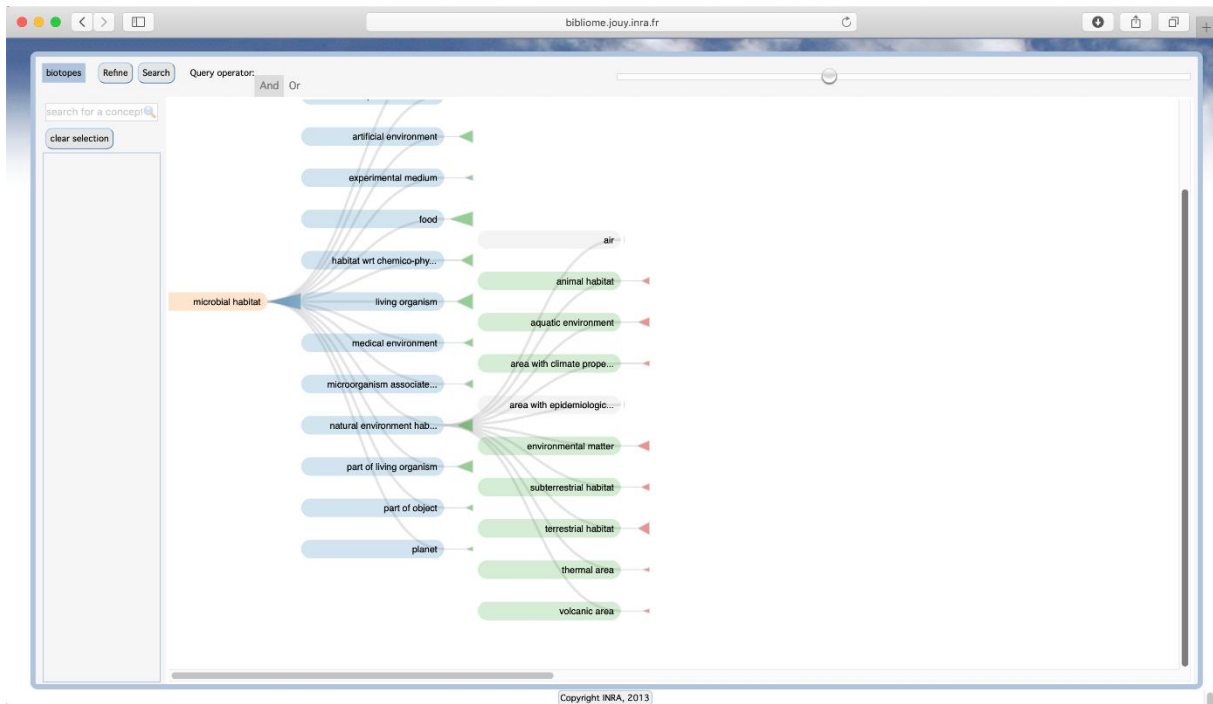 bibliome.jouy.inra.fr
biotopes
Refine
Search
Query operator:
And Or
search for a concept
clear selection
artificial environment
experimental medium
food
habitat wrt chemico-phy...
microbial habitat
living organism
medical environment
microorganism associate...
natural environment hab...
part of living organism
part of object
planet
air
animal habitat
aquatic environment
area with climate prope...
area with epidemiologic...
environmental matter
subterrestrial habitat
terrestrial habitat
thermal area
volcanic area
Copyright INRA, 2013